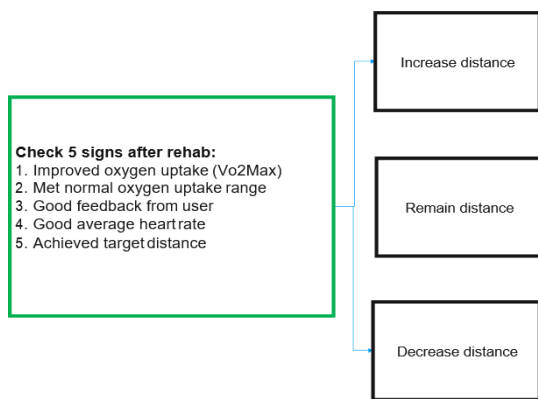 Check 5 signs after rehab:
1. Improved oxygen uptake (Vo2Max)
2. Met normal oxygen uptake range
3. Good feedback from user
4. Good average heart rate
5. Achieved target distance
Increase distance
Remain distance
Decrease distance